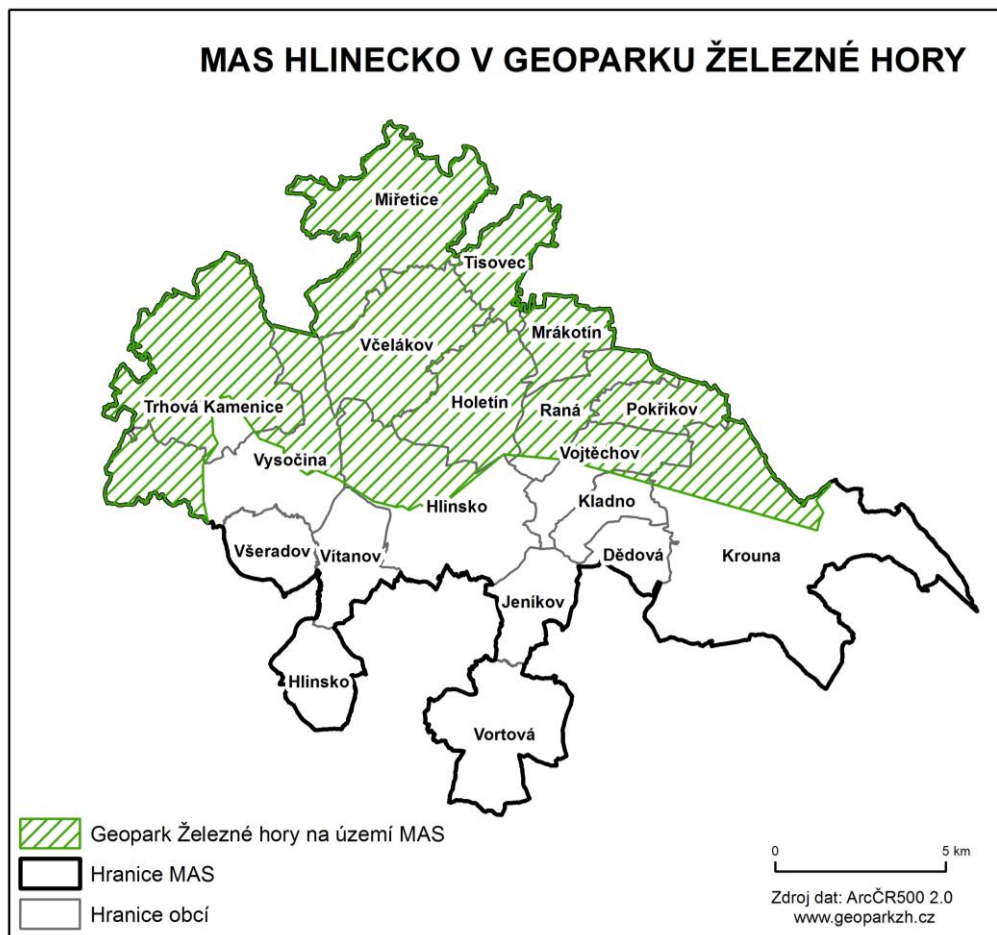 MAS HLINECKO V GEOPARKU ŽELEZNÉ HORY
Miřetice
Tisovec
Mrákotín
Včelákov
Trhová Kamenice
Holetín
Raná
Pokřikov
Vojtěchov
Vysočina
Hlinsko
Kladno
Všeradov
Vítanov
Dědová
Krouna
Jeníkov
Hlinsko
Vortová
Geopark Železné hory na území MAS
Hranice MAS
Hranice obcí
0 5 km
Zdroj dat: ArcČR500 2.0
www.geoparkzh.cz